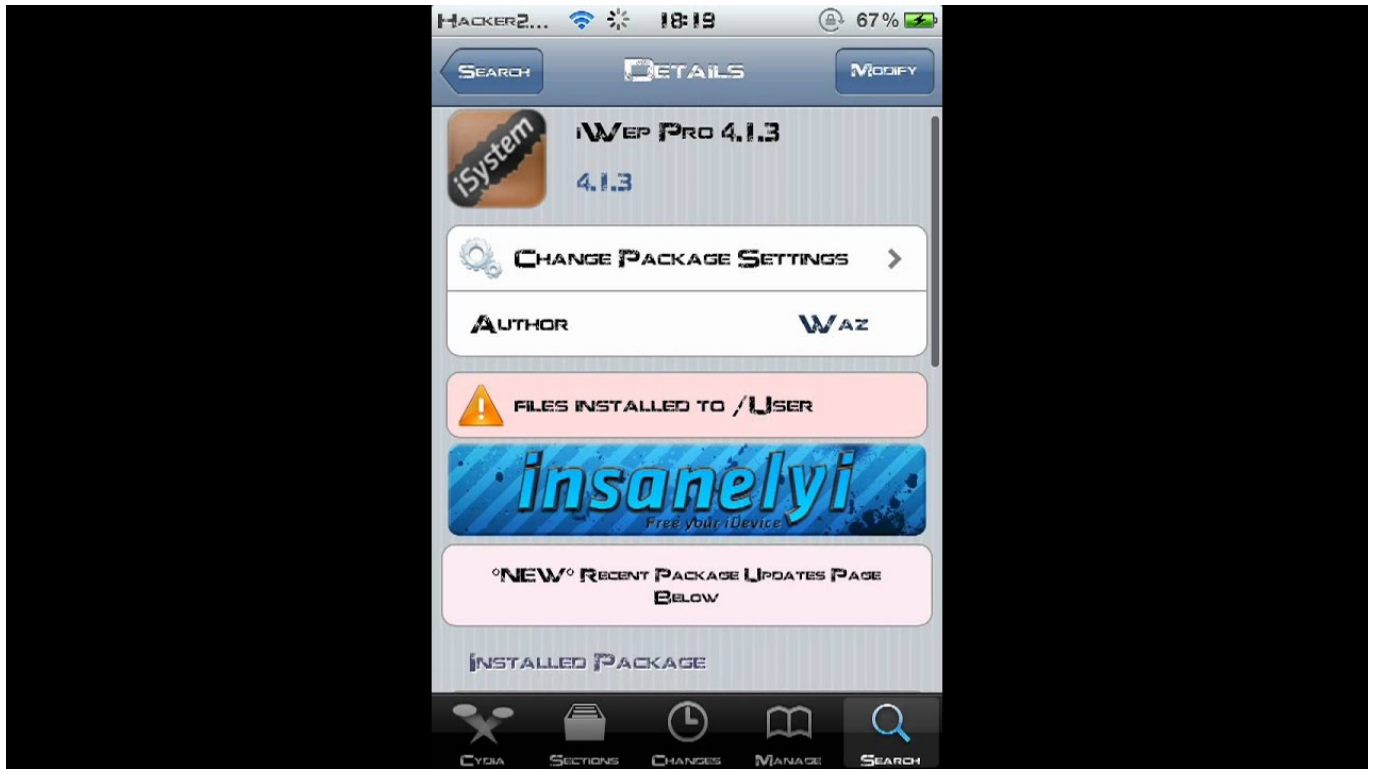 Hacker2... 18:19 67%
Search Details Modify
iSystem
iWep Pro 4.1.3
4.1.3
Change Package Settings
Author Waz
files installed to /User
insanelyi
Free your iDevice
°NEW° Recent Package Updates Page
Below
Installed Package
Cydia Sections Changes Manage Search